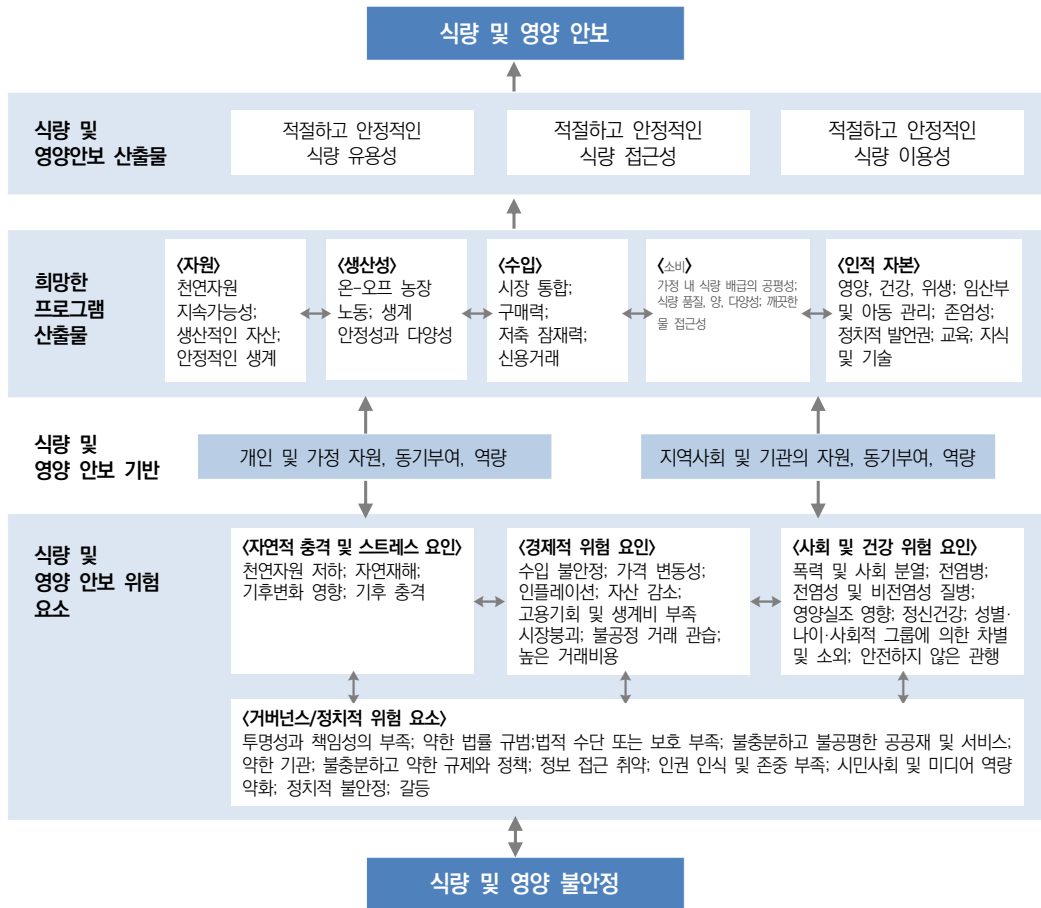 식량 및 영양 안보
식량 및
영양안보 산출물
적절하고 안정적인
식량 유용성
적절하고 안정적인
식량 접근성
적절하고 안정적인
식량 이용성
희망한
프로그램
산출물
〈자원〉
천연자원
지속가능성;
생산적인 자산;
안정적인 생계
〈생산성〉
온-오프 농장
노동; 생계
안정성과 다양성
〈수입〉
시장 통합;
구매력;
저축 잠재력;
신용거래
〈소비〉
가정 내 식량 배급의 공평성;
식량 품질, 양, 다양성; 깨끗한
물 접근성
〈인적 자본〉
영양, 건강, 위생; 임산부
및 아동 관리; 존엄성;
정치적 발언권; 교육; 지식
및 기술
식량 및
영양 안보 기반
개인 및 가정 자원, 동기부여, 역량
지역사회 및 기관의 자원, 동기부여, 역량
식량 및
영양 안보 위험
요소
〈자연적 충격 및 스트레스 요인〉
천연자원 저하; 자연재해;
기후변화 영향; 기후 충격
〈경제적 위험 요인〉
수입 불안정; 가격 변동성;
인플레이션; 자산 감소;
고용기회 및 생계비 부족
시장붕괴; 불공정 거래 관습;
높은 거래비용
〈사회 및 건강 위험 요인〉
폭력 및 사회 분열; 전염병;
전염성 및 비전염성 질병;
영양실조 영향; 정신건강; 성별·
나이·사회적 그룹에 의한 차별
및 소외; 안전하지 않은 관행
〈거버넌스/정치적 위험 요소〉
투명성과 책임성의 부족; 약한 법률 규범;법적 수단 또는 보호 부족; 불충분하고 불공평한 공공재 및 서비스;
약한 기관; 불충분하고 약한 규제와 정책; 정보 접근 취약; 인권 인식 및 존중 부족; 시민사회 및 미디어 역량
약화; 정치적 불안정; 갈등
식량 및 영양 불안정